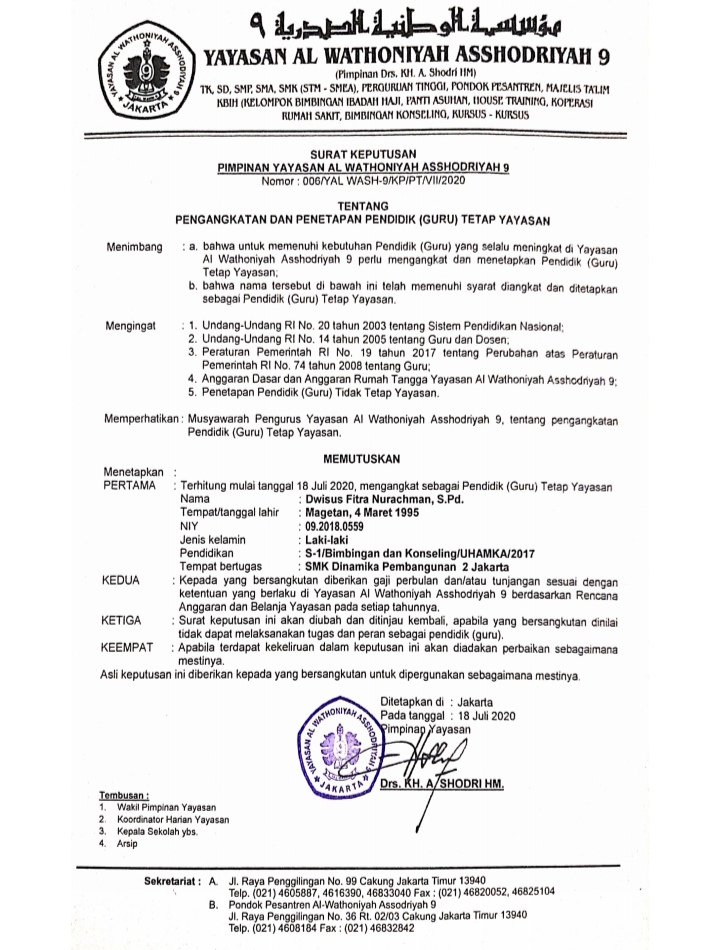 مؤسسة الوطنية الصدرية ٩
YAYASAN AL WATHONIYAH ASSHODRIYAH 9
(Pimpinan Drs. KH. A. Shodri HM)
TK, SD, SMP, SMA, SMK (STM - SMEA), PERGURUAN TINGGI, PONDOK PESANTREN, MAJELIS TALIM
KBIH (KELOMPOK BIMBINGAN IBADAH HAJI, PANTI ASUHAN, HOUSE TRAINING, KOPERASI
RUMAH SAKIT, BIMBINGAN KONSELING, KURSUS - KURSUS
YAYASAN AL WATHONIYAH ASSHODRIYAH 9
9
JAKARTA
SURAT KEPUTUSAN
PIMPINAN YAYASAN AL WATHONIYAH ASSHODRIYAH 9
Nomor : 006/YAL WASH-9/KP/PT/VII/2020
TENTANG
PENGANGKATAN DAN PENETAPAN PENDIDIK (GURU) TETAP YAYASAN
Menimbang : a. bahwa untuk memenuhi kebutuhan Pendidik (Guru) yang selalu meningkat di Yayasan
Al Wathoniyah Asshodriyah 9 perlu mengangkat dan menetapkan Pendidik (Guru)
Tetap Yayasan;
b. bahwa nama tersebut di bawah ini telah memenuhi syarat diangkat dan ditetapkan
sebagai Pendidik (Guru) Tetap Yayasan.
Mengingat : 1. Undang-Undang RI No. 20 tahun 2003 tentang Sistem Pendidikan Nasional;
2. Undang-Undang RI No. 14 tahun 2005 tentang Guru dan Dosen;
3. Peraturan Pemerintah RI No. 19 tahun 2017 tentang Perubahan atas Peraturan
Pemerintah RI No. 74 tahun 2008 tentang Guru;
4. Anggaran Dasar dan Anggaran Rumah Tangga Yayasan Al Wathoniyah Asshodriyah 9;
5. Penetapan Pendidik (Guru) Tidak Tetap Yayasan.
Memperhatikan : Musyawarah Pengurus Yayasan Al Wathoniyah Asshodriyah 9, tentang pengangkatan
Pendidik (Guru) Tetap Yayasan.
MEMUTUSKAN
Menetapkan :
PERTAMA : Terhitung mulai tanggal 18 Juli 2020, mengangkat sebagai Pendidik (Guru) Tetap Yayasan
Nama : Dwisus Fitra Nurachman, S.Pd.
Tempat/tanggal lahir : Magetan, 4 Maret 1995
NIY : 09.2018.0559
Jenis kelamin : Laki-laki
Pendidikan : S-1/Bimbingan dan Konseling/UHAMKA/2017
Tempat bertugas : SMK Dinamika Pembangunan 2 Jakarta
KEDUA : Kepada yang bersangkutan diberikan gaji perbulan dan/atau tunjangan sesuai dengan
ketentuan yang berlaku di Yayasan Al Wathoniyah Asshodriyah 9 berdasarkan Rencana
Anggaran dan Belanja Yayasan pada setiap tahunnya.
KETIGA : Surat keputusan ini akan diubah dan ditinjau kembali, apabila yang bersangkutan dinilai
tidak dapat melaksanakan tugas dan peran sebagai pendidik (guru).
KEEMPAT : Apabila terdapat kekeliruan dalam keputusan ini akan diadakan perbaikan sebagaimana
mestinya.
Asli keputusan ini diberikan kepada yang bersangkutan untuk dipergunakan sebagaimana mestinya.
Ditetapkan di : Jakarta
Pada tanggal : 18 Juli 2020
Pimpinan Yayasan
YAYASAN AL WATHONIYAH ASSHODRIYAH 9
JAKARTA
Drs. KH. A. SHODRI HM.
Tembusan :
1. Wakil Pimpinan Yayasan
2. Koordinator Harian Yayasan
3. Kepala Sekolah ybs.
4. Arsip
Sekretariat : A. Jl. Raya Penggilingan No. 99 Cakung Jakarta Timur 13940
Telp. (021) 4605887, 4616390, 46833040 Fax : (021) 46820052, 46825104
B. Pondok Pesantren Al-Wathoniyah Assodriyah 9
Jl. Raya Penggilingan No. 36 Rt. 02/03 Cakung Jakarta Timur 13940
Telp. (021) 4608184 Fax : (021) 46832842